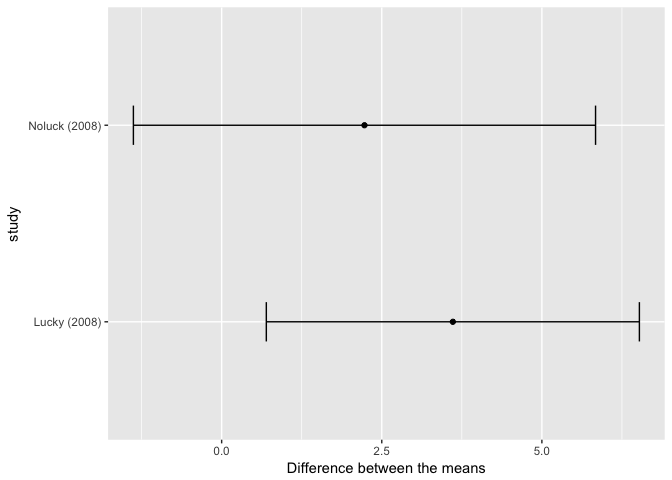 Noluck (2008)
study
Lucky (2008)
0.0
2.5
5.0
Difference between the means